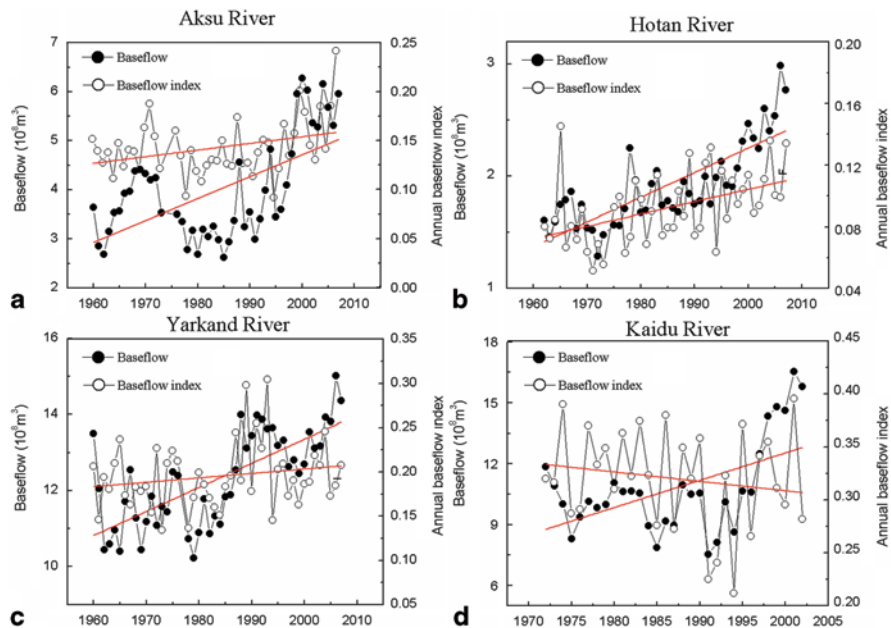 Aksu River
Baseflow
Baseflow index
Baseflow (10⁸m³)
7
6
5
4
3
2
0.25
0.20
0.15
0.10
0.05
0.00
Annual baseflow index
1960 1970 1980 1990 2000 2010
a
Hotan River
Baseflow
Baseflow index
Baseflow (10⁸m³)
3
2
1
0.20
0.16
0.12
0.08
0.04
Annual baseflow index
F
1960 1970 1980 1990 2000 2010
b
Yarkand River
Baseflow
Baseflow index
Baseflow (10⁸m³)
16
14
12
10
0.35
0.30
0.25
0.20
0.15
0.10
0.05
Annual baseflow index
1960 1970 1980 1990 2000 2010
c
Kaidu River
Baseflow
Baseflow index
Baseflow (10⁸m³)
18
15
12
9
6
0.45
0.40
0.35
0.30
0.25
0.20
Annual baseflow index
1970 1975 1980 1985 1990 1995 2000 2005
d